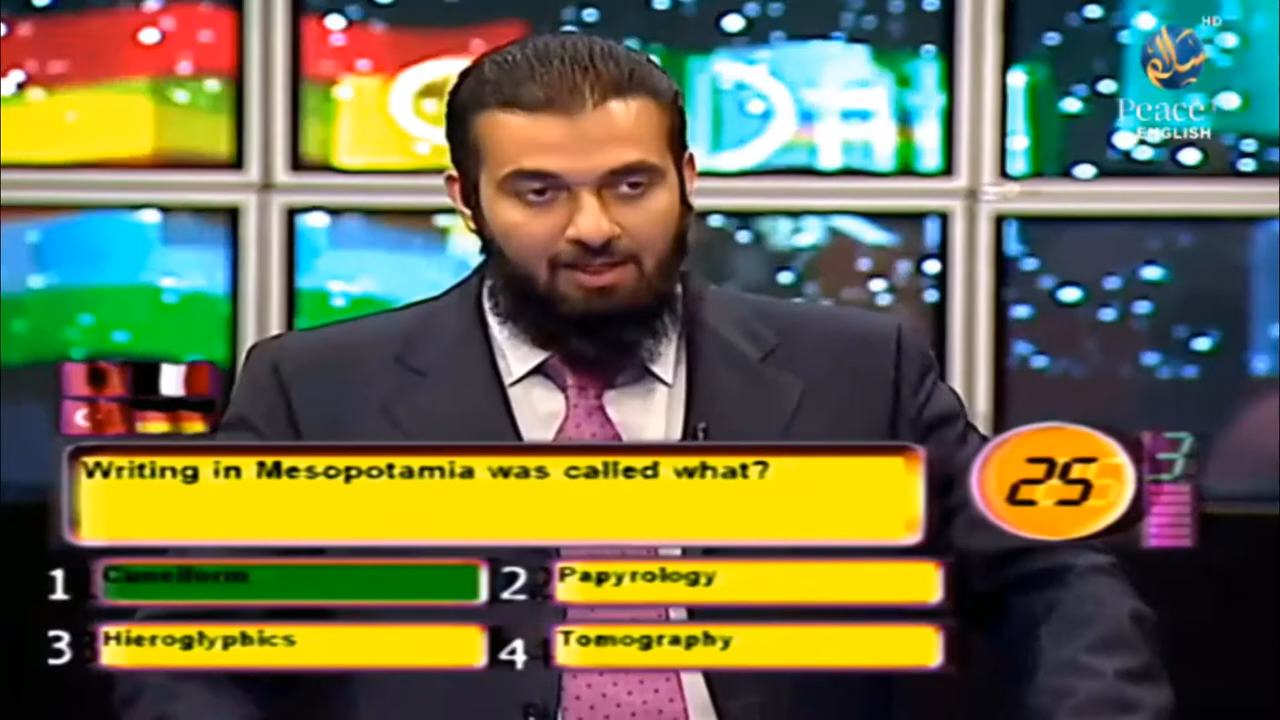 HD
سلام
Peace
ENGLISH
Writing in Mesopotamia was called what?
25
3
1 Cuneiform
2 Papyrology
3 Hieroglyphics
4 Tomography